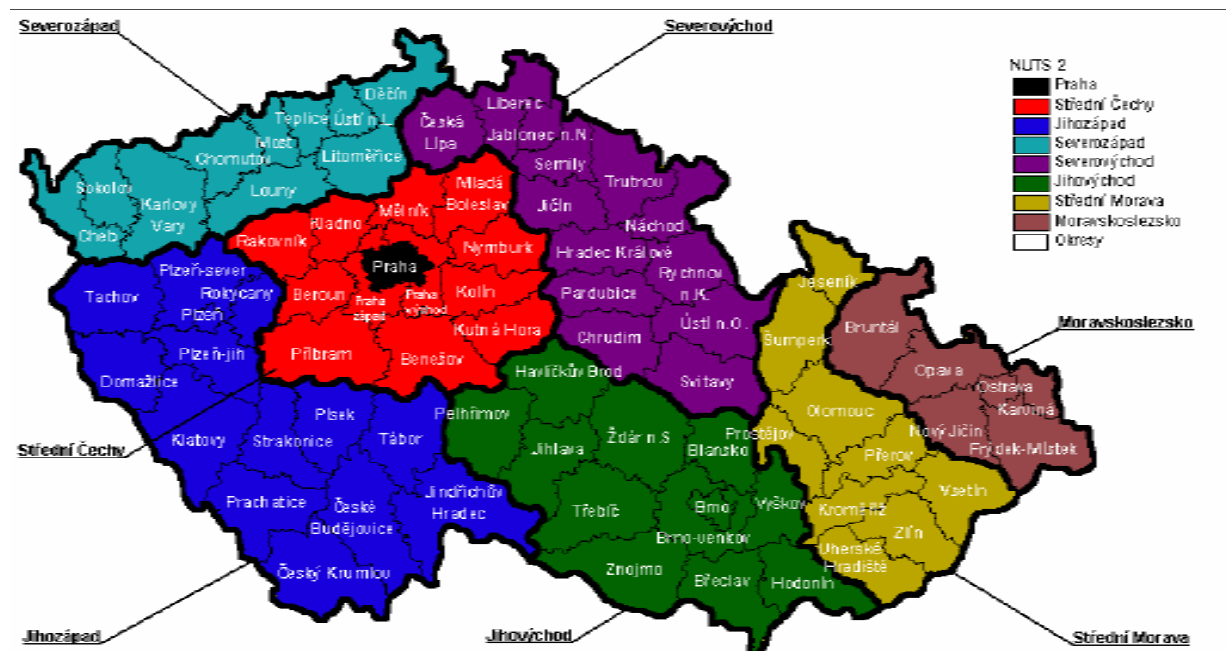 Severozápad
Severovýchod
NUTS 2
Praha
Střední Čechy
Jihozápad
Severozápad
Severovýchod
Jihovýchod
Střední Morava
Moravskoslezsko
Okresy
Děčín
Teplice
Ústí n.L.
Most
Chomutov
Litoměřice
Louny
Sokolov
Karlovy
Vary
Cheb
Česká
Lípa
Liberec
Jablonec n.N.
Semily
Trutnov
Jičín
Náchod
Hradec Králové
Rychnov
n.K.
Pardubice
Ústí n.O.
Chrudim
Svitavy
Mladá
Boleslav
Mělník
Kladno
Rakovník
Nymburk
Praha
Beroun
Praha
západ
Praha
východ
Kolín
Kutná Hora
Příbram
Benešov
Plzeň-sever
Tachov
Rokycany
Plzeň
Plzeň-jih
Domažlice
Klatovy
Písek
Strakonice
Tábor
Prachatice
České
Budějovice
Jindřichův
Hradec
Český Krumlov
Havlíčkův Brod
Pelhřimov
Jihlava
Žďár n.S
Blansko
Třebíč
Brno
Vyškov
Brno-venkov
Znojmo
Břeclav
Hodonín
Jeseník
Šumperk
Olomouc
Prostějov
Přerov
Kroměříž
Vsetín
Zlín
Uherské
Hradiště
Bruntál
Opava
Ostrava
Karviná
Nový Jičín
Frýdek-Místek
Moravskoslezsko
Střední Čechy
Jihozápad
Jihovýchod
Střední Morava